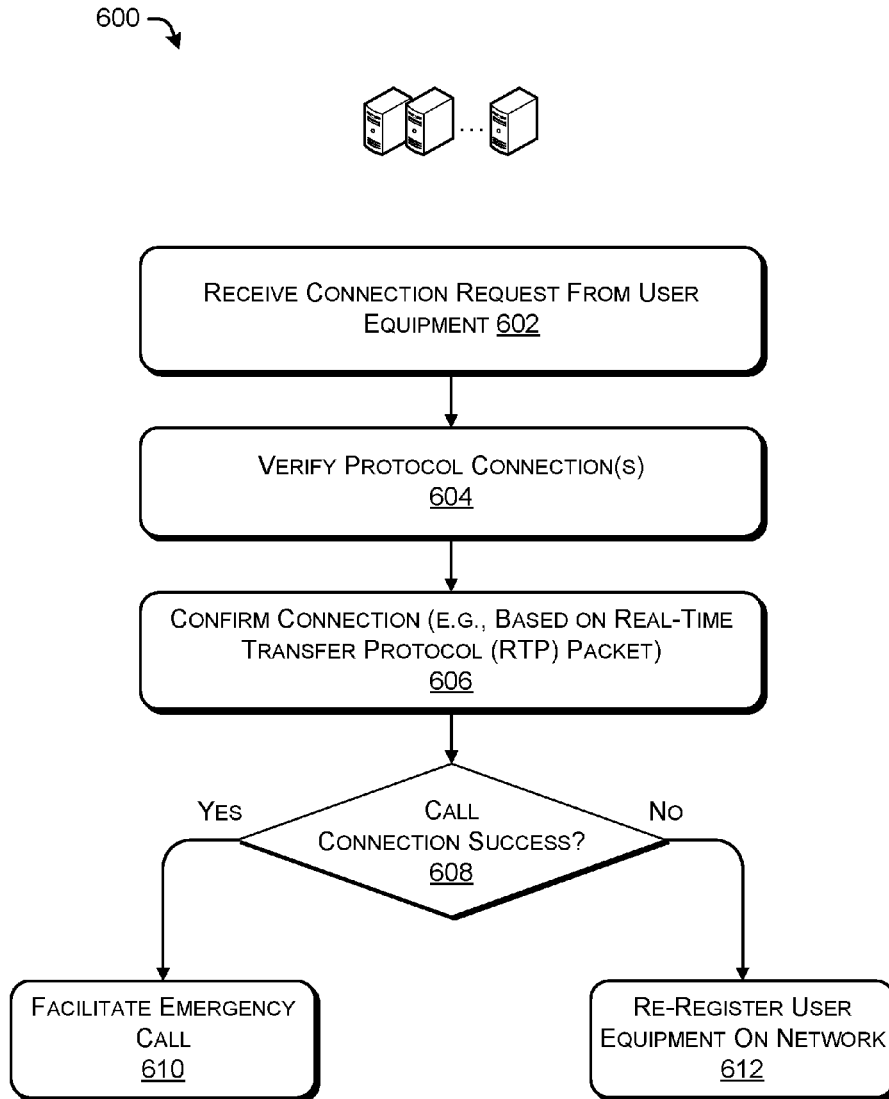 600
RECEIVE CONNECTION REQUEST FROM USER
EQUIPMENT 602
VERIFY PROTOCOL CONNECTION(S)
604
CONFIRM CONNECTION (E.G., BASED ON REAL-TIME
TRANSFER PROTOCOL (RTP) PACKET)
606
CALL
CONNECTION SUCCESS?
608
YES
NO
FACILITATE EMERGENCY
CALL
610
RE-REGISTER USER
EQUIPMENT ON NETWORK
612